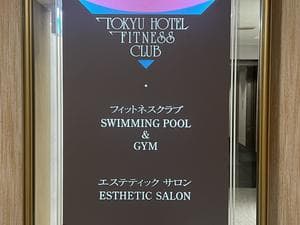 TOKYU HOTEL
FITNESS
CLUB
フィットネスクラブ
SWIMMING POOL
&
GYM
エステティック サロン
ESTHETIC SALON